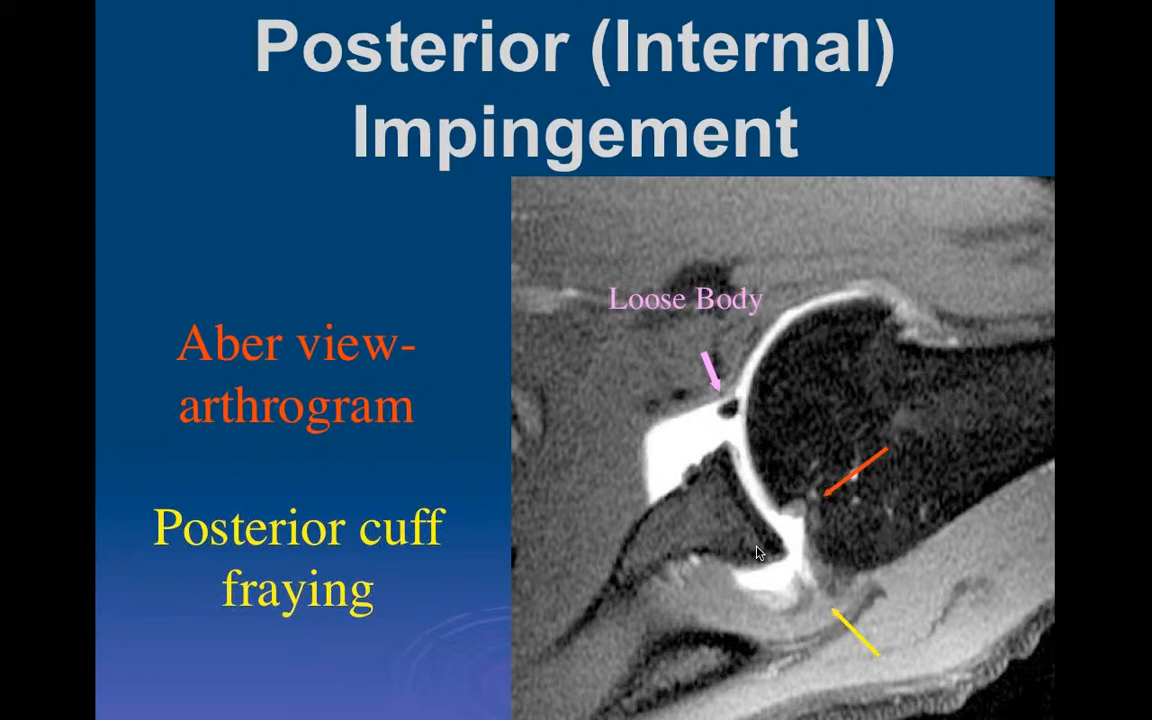 Posterior (Internal)
Impingement
Loose Body
Aber view-
arthrogram
Posterior cuff
fraying